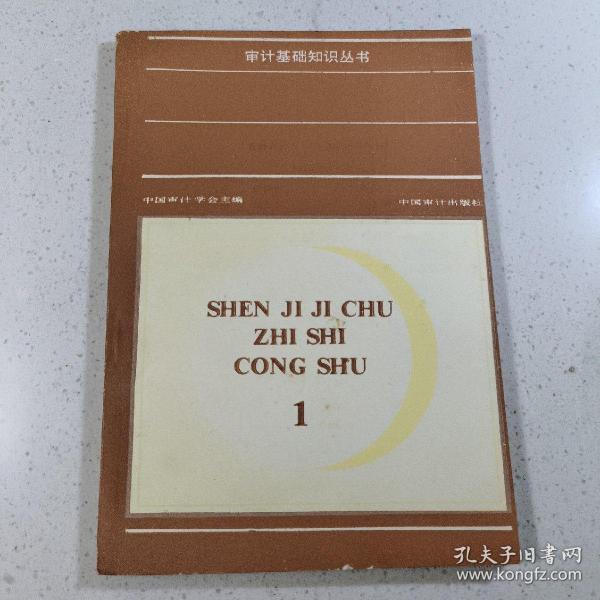 审计基础知识丛书
中国审计学会主编
中国审计出版社
SHEN JI JI CHU
ZHI SHI
CONG SHU
1
孔夫子旧书网
www.kongfz.com